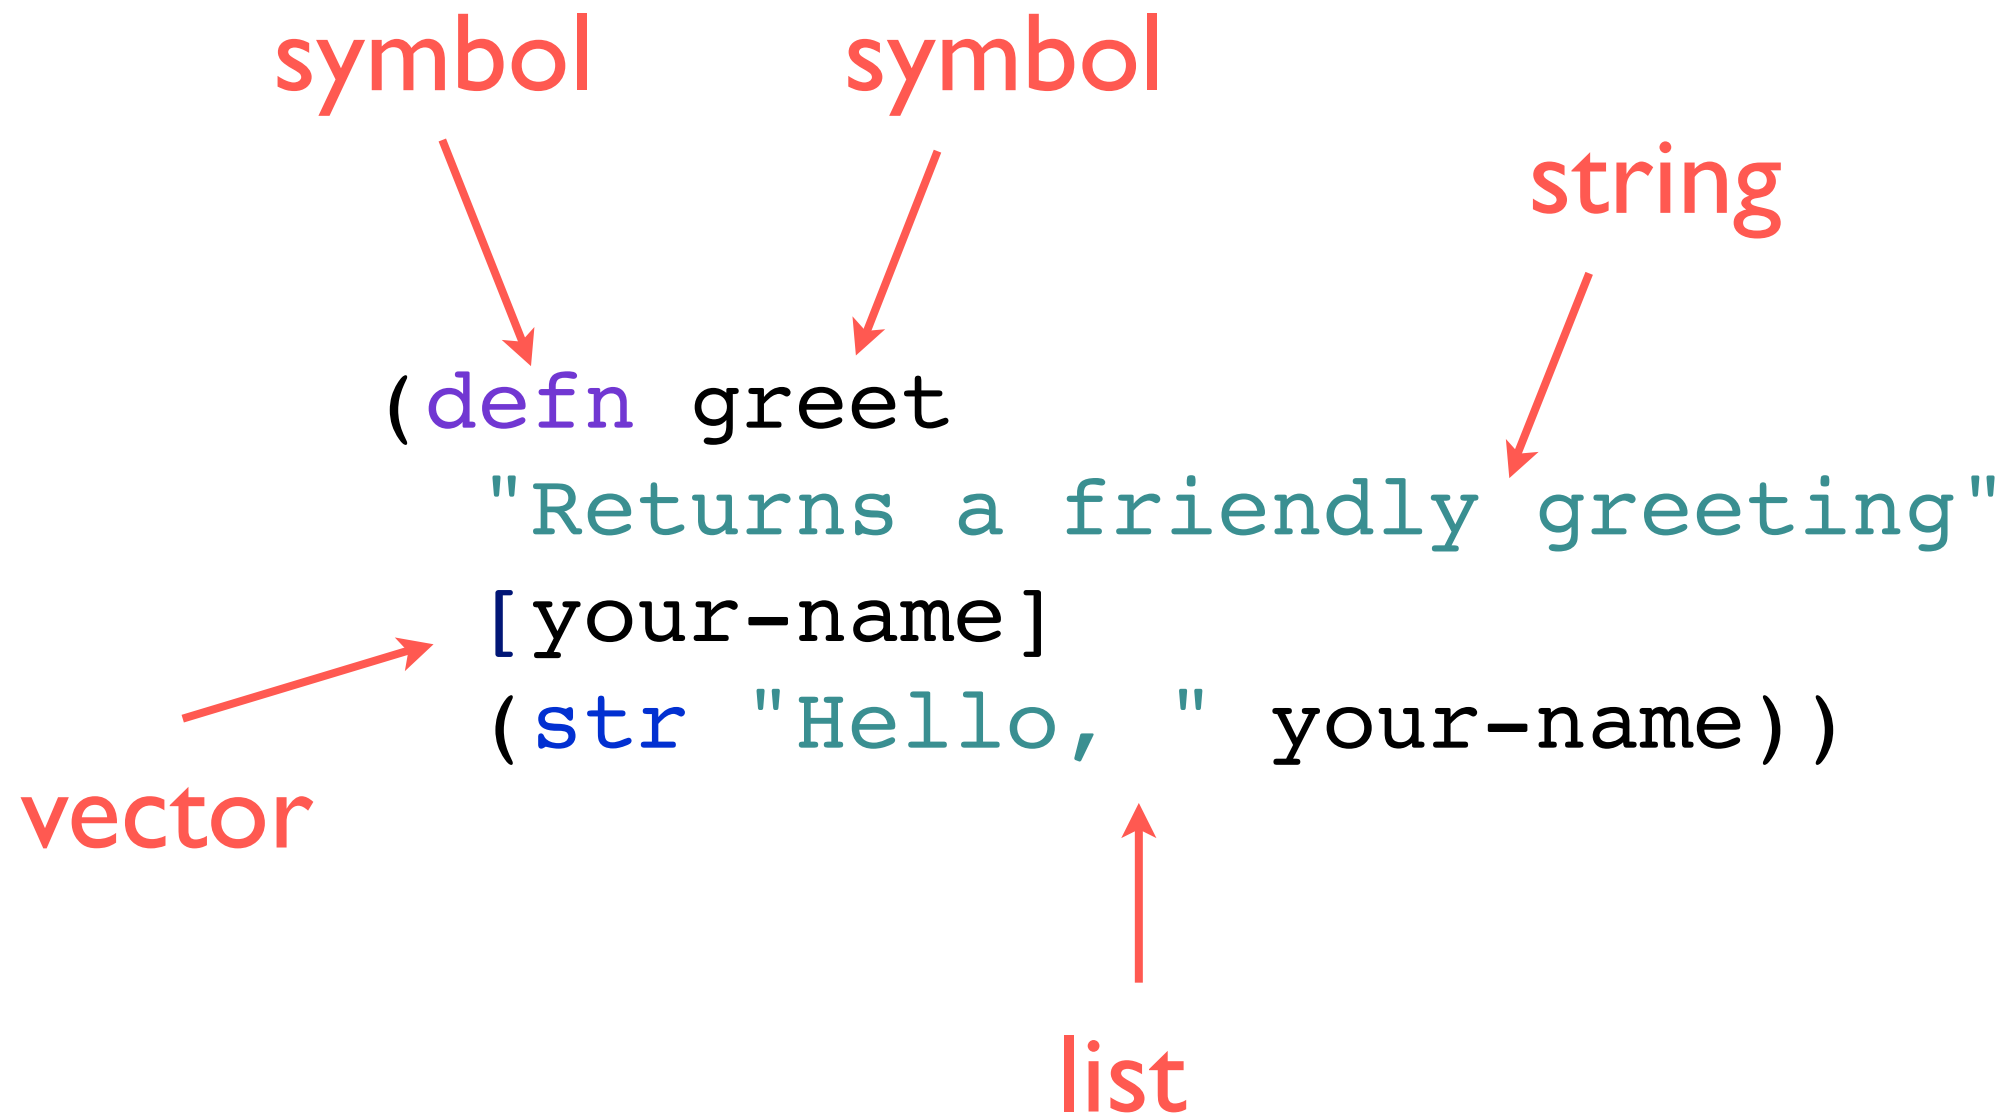 symbol symbol
string
(defn greet
"Returns a friendly greeting"
[your-name]
(str "Hello, " your-name))
vector
list